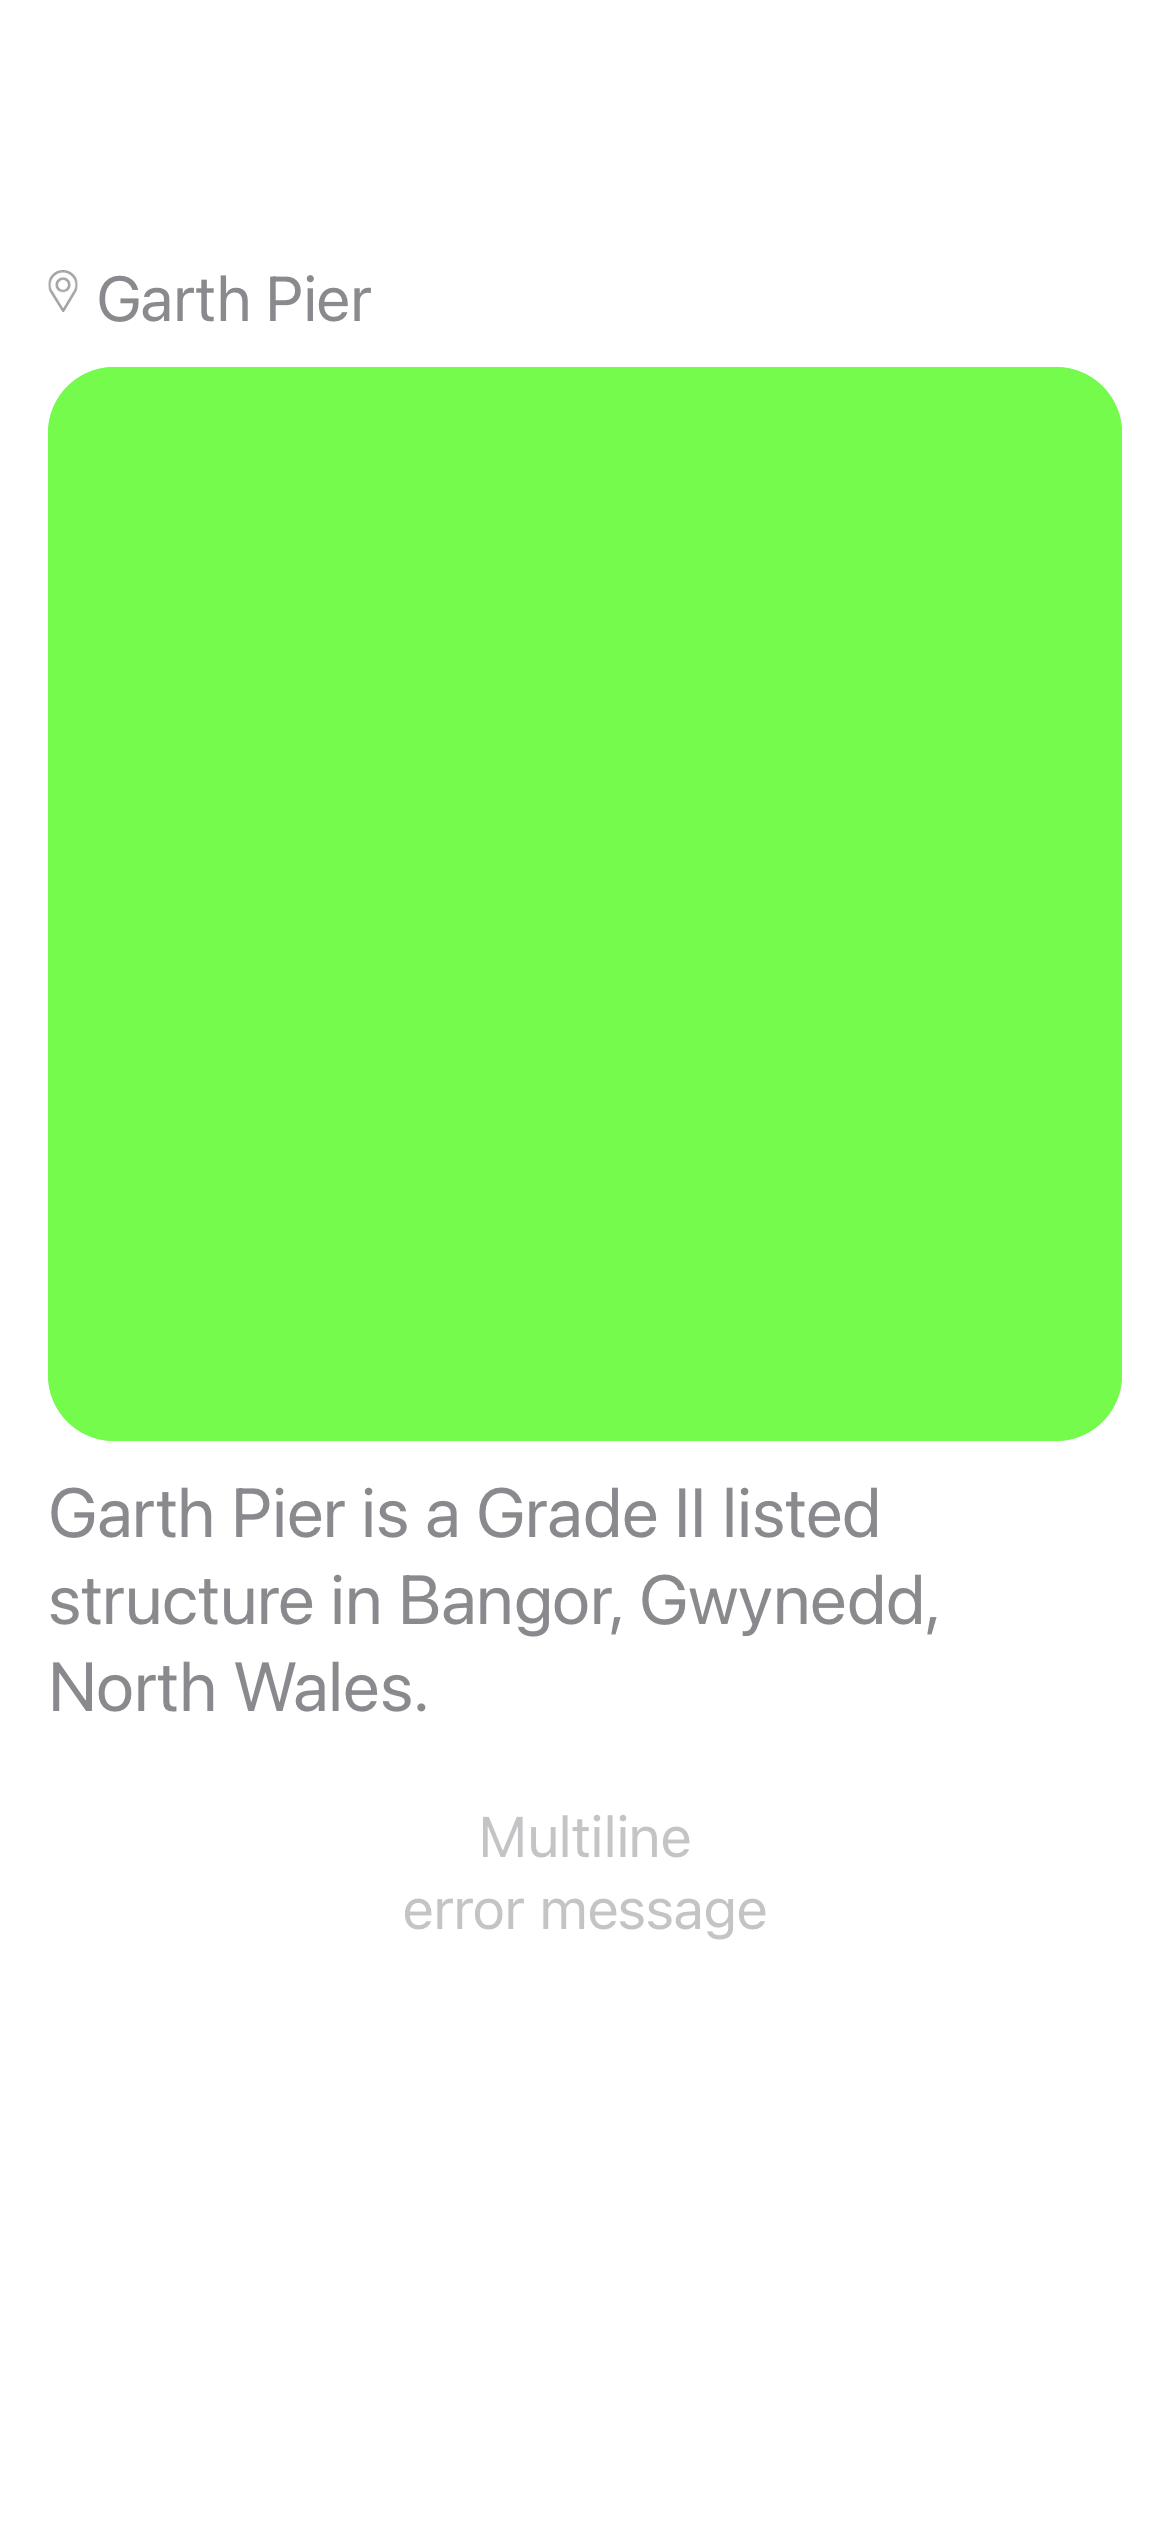 Garth Pier
Garth Pier is a Grade II listed
structure in Bangor, Gwynedd,
North Wales.
Multiline
error message